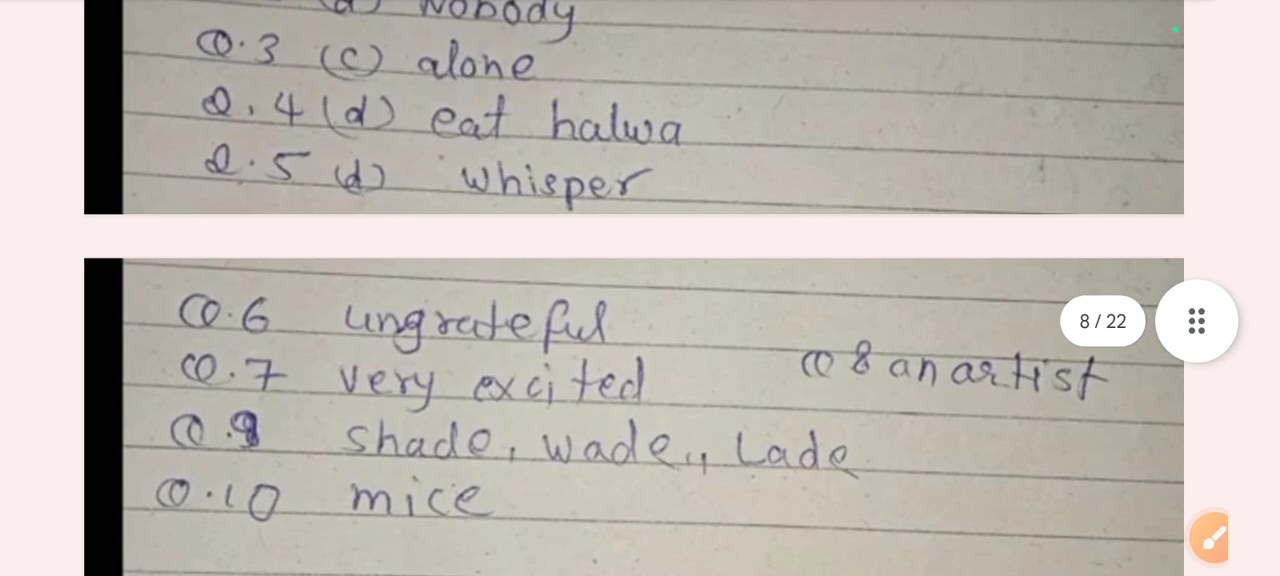 (d) Nobody
Q.3 (c) alone
Q.4 (d) eat halwa
Q.5 (d) whisper
8 / 22
Q.6 ungrateful
Q.7 very excited Q 8 an artist
Q.9 shade, wade,, Lade
Q.10 mice